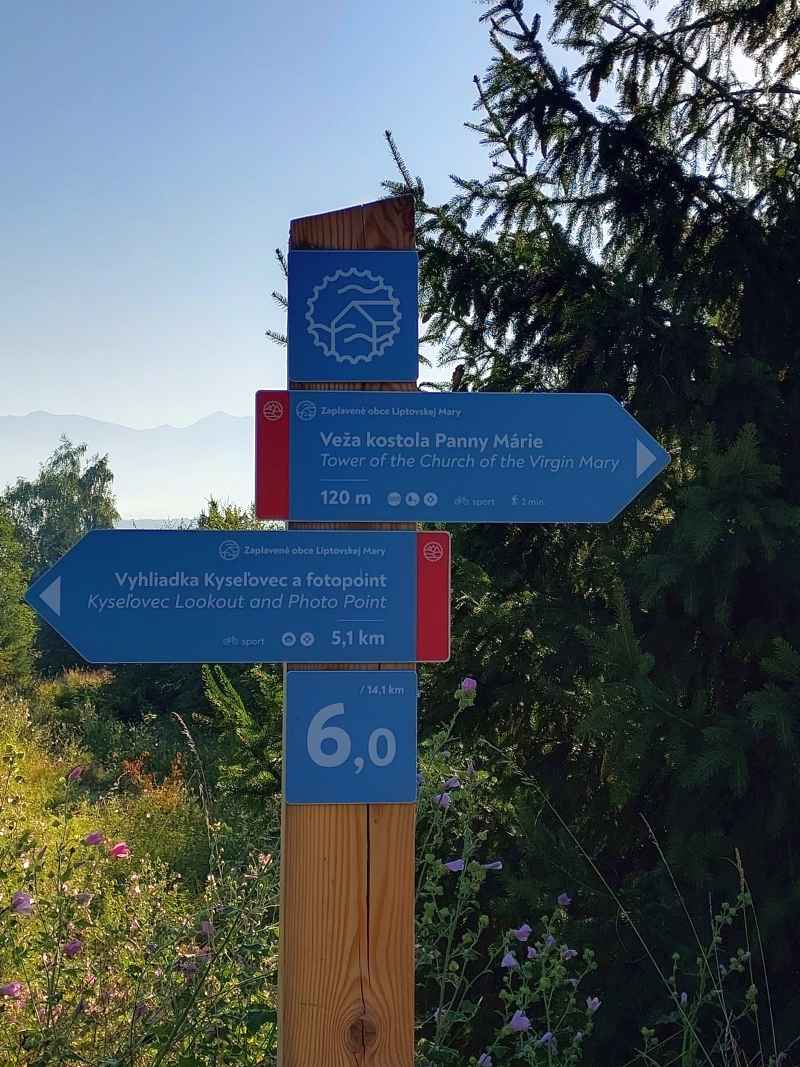 Zaplavené obce Liptovskej Mary
Veža kostola Panny Márie
Tower of the Church of the Virgin Mary
120 m sport 2 min
Zaplavené obce Liptovskej Mary
Vyhliadka Kyseľovec a fotopoint
Kyseľovec Lookout and Photo Point
sport 5,1 km
/ 14,1 km
6,0